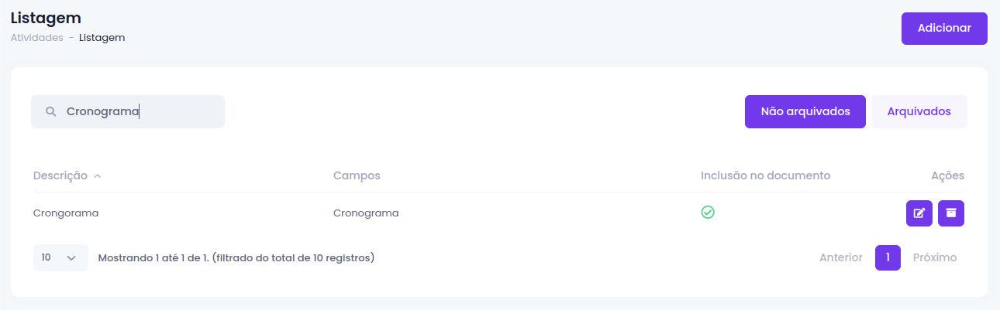 Listagem
Adicionar
Atividades - Listagem
Cronograma
Não arquivados
Arquivados
Descrição Campos Inclusão no documento Ações
Crongorama Cronograma
10 Mostrando 1 até 1 de 1. (filtrado do total de 10 registros) Anterior 1 Próximo